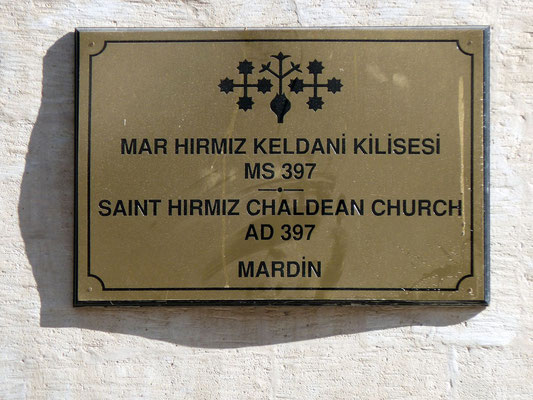 MAR HIRMIZ KELDANİ KİLİSESİ
MS 397
SAINT HIRMIZ CHALDEAN CHURCH
AD 397
MARDİN